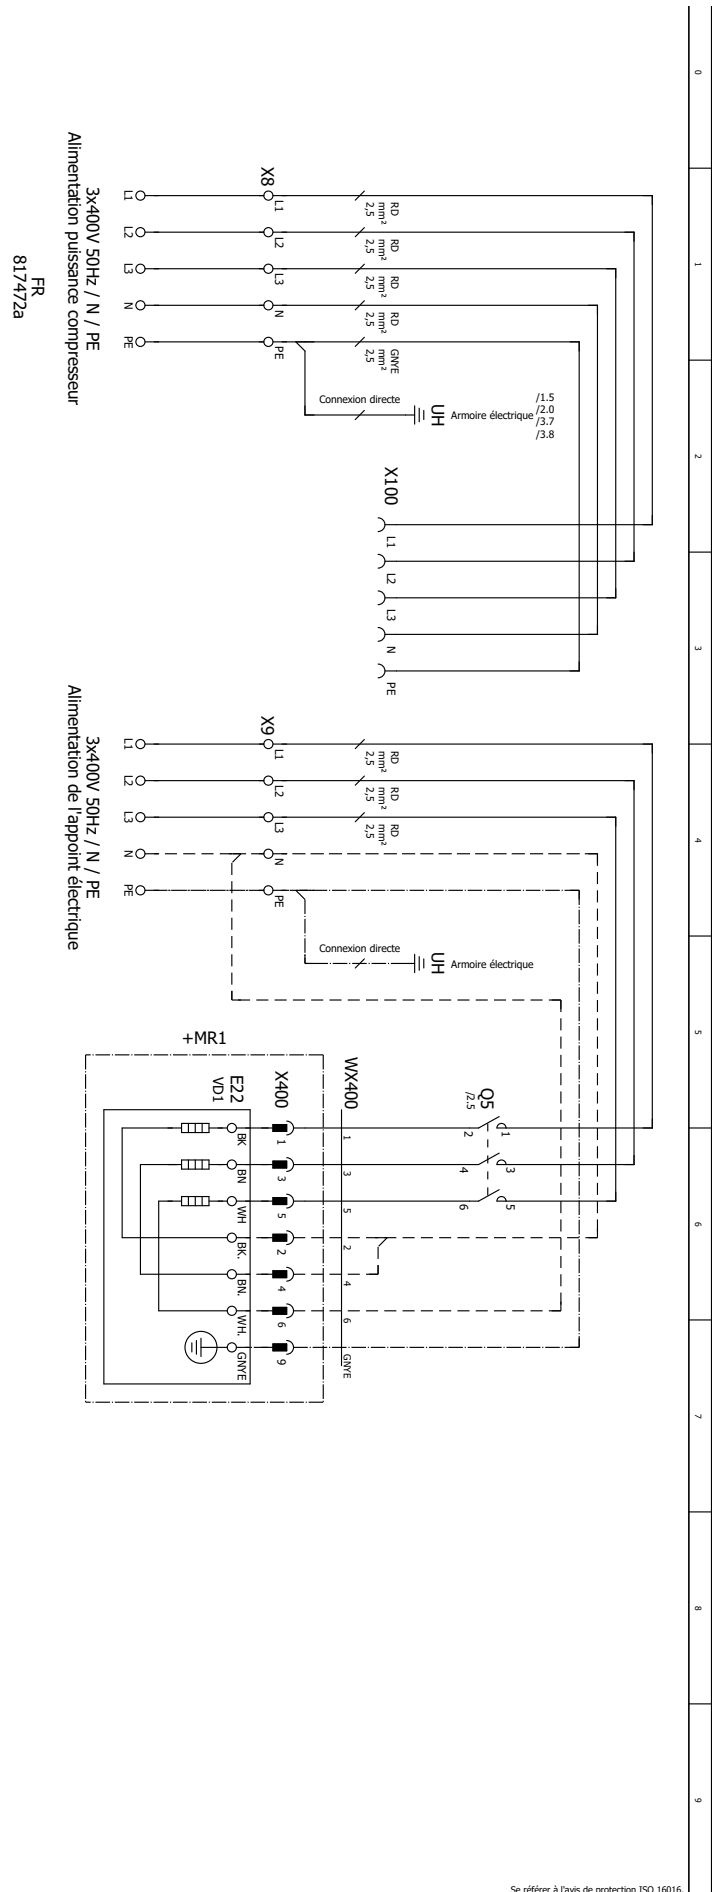 0
1
2
3
4
5
6
7
8
9
X8
L1
L2
L3
N
PE
RD
mm²
2,5
RD
mm²
2,5
RD
mm²
2,5
RD
mm²
2,5
GNYE
mm²
2,5
L1
L2
L3
N
PE
3x400V 50Hz / N / PE
Alimentation puissance compresseur
FR
817472a
Connexion directe
UH
Armoire électrique
/1.5
/2.0
/3.7
/3.8
X100
L1
L2
L3
N
PE
X9
L1
L2
L3
N
PE
RD
mm²
2,5
RD
mm²
2,5
RD
mm²
2,5
L1
L2
L3
N
PE
3x400V 50Hz / N / PE
Alimentation de l'appoint électrique
Connexion directe
UH
Armoire électrique
+MR1
Q5
/2.5
1
3
5
2
4
6
WX400
1
3
5
2
4
6
GNYE
X400
1
3
5
2
4
6
9
E22
VD1
BK
BN
WH
BK.
BN.
WH.
GNYE
Se référer à l'avis de protection ISO 16016.